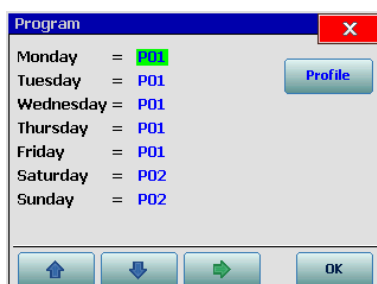 Program
X
Monday = P01
Profile
Tuesday = P01
Wednesday = P01
Thursday = P01
Friday = P01
Saturday = P02
Sunday = P02
OK